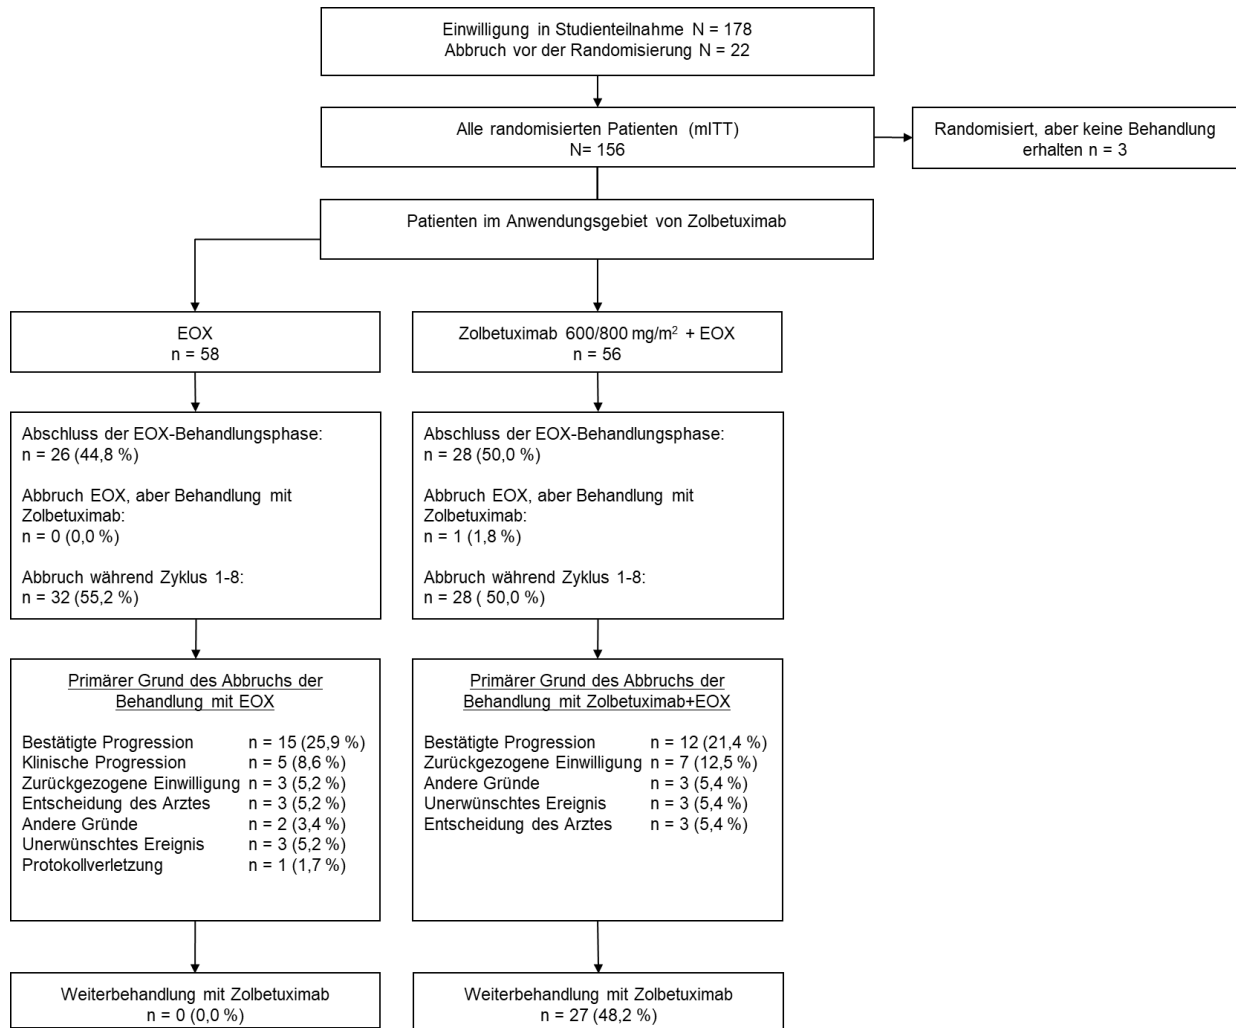 Einwilligung in Studienteilnahme N = 178
Abbruch vor der Randomisierung N = 22
Alle randomisierten Patienten (mITT)
N= 156
Randomisiert, aber keine Behandlung
erhalten n = 3
Patienten im Anwendungsgebiet von Zolbetuximab
EOX
n = 58
Zolbetuximab 600/800 mg/m² + EOX
n = 56
Abschluss der EOX-Behandlungsphase:
n = 26 (44,8 %)
Abbruch EOX, aber Behandlung mit
Zolbetuximab:
n = 0 (0,0 %)
Abbruch während Zyklus 1-8:
n = 32 (55,2 %)
Abschluss der EOX-Behandlungsphase:
n = 28 (50,0 %)
Abbruch EOX, aber Behandlung mit
Zolbetuximab:
n = 1 (1,8 %)
Abbruch während Zyklus 1-8:
n = 28 ( 50,0 %)
Primärer Grund des Abbruchs der
Behandlung mit EOX
Bestätigte Progression n = 15 (25,9 %)
Klinische Progression n = 5 (8,6 %)
Zurückgezogene Einwilligung n = 3 (5,2 %)
Entscheidung des Arztes n = 3 (5,2 %)
Andere Gründe n = 2 (3,4 %)
Unerwünschtes Ereignis n = 3 (5,2 %)
Protokollverletzung n = 1 (1,7 %)
Primärer Grund des Abbruchs der
Behandlung mit Zolbetuximab+EOX
Bestätigte Progression n = 12 (21,4 %)
Zurückgezogene Einwilligung n = 7 (12,5 %)
Andere Gründe n = 3 (5,4 %)
Unerwünschtes Ereignis n = 3 (5,4 %)
Entscheidung des Arztes n = 3 (5,4 %)
Weiterbehandlung mit Zolbetuximab
n = 0 (0,0 %)
Weiterbehandlung mit Zolbetuximab
n = 27 (48,2 %)